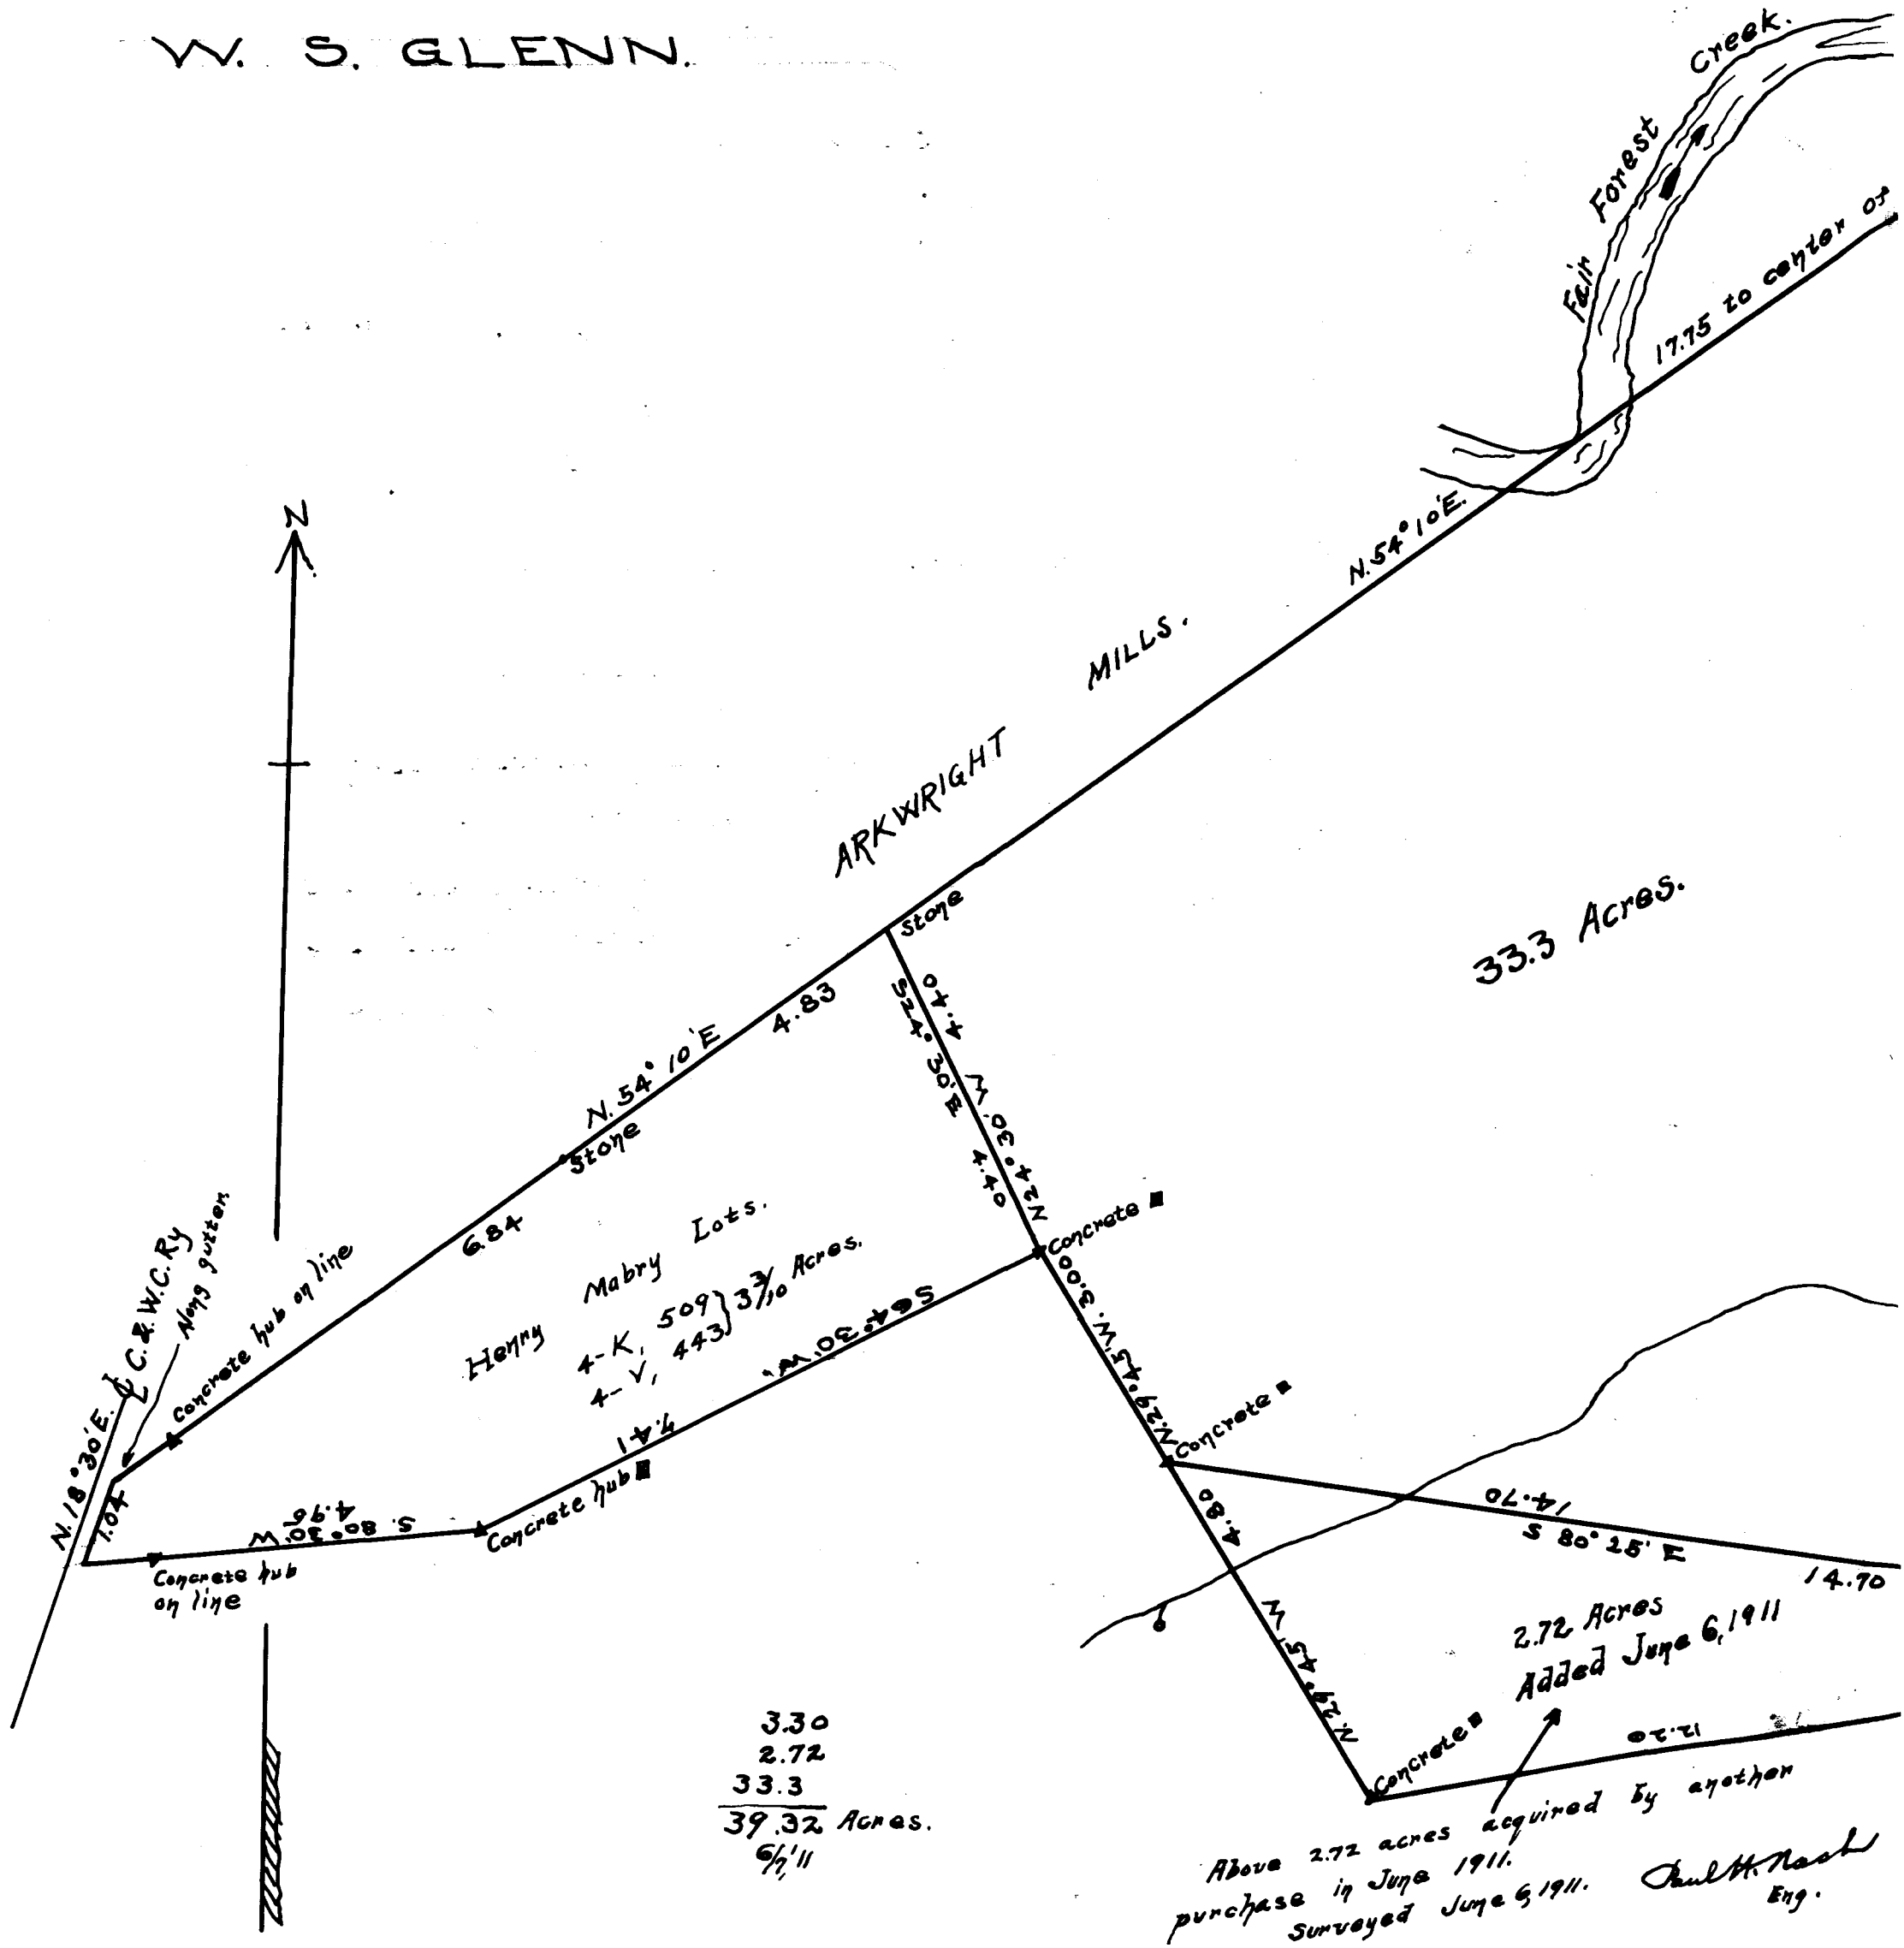 W. S. GLENN.
Creek.
Forest
Fair
17.75 to center of
N. 54° 10'E.
N
MILLS.
ARKWRIGHT
33.3 Acres.
Stone
4.83
N. 54° 10'E
Stone
4.40
S24° 30'E
N24° 30'
4.40
6.84
Concrete hub on line
C. & W.C. Ry
Along gutter
N. 18° 30'E.
1.04
Henry Mabry Lots.
4-K, 509 } 3 3/10 Acres.
4-V, 443
S 64° 30' W.
7.41
Concrete
N. 29° 45' W. 3.00
Concrete
Concrete hub
4.96
S. 80° 30' W
Concrete hub
on line
4.80
N. 29° 45' W
14.70
S 80° 25' E
14.70
2.72 Acres
Added June 6, 1911
Concrete
12.20
3.30
2.72
33.3
39.32 Acres.
6/7/'11
Above 2.72 acres acquired by another
purchase in June 1911.
Surveyed June 6, 1911.
Paul H. Nash
Eng.